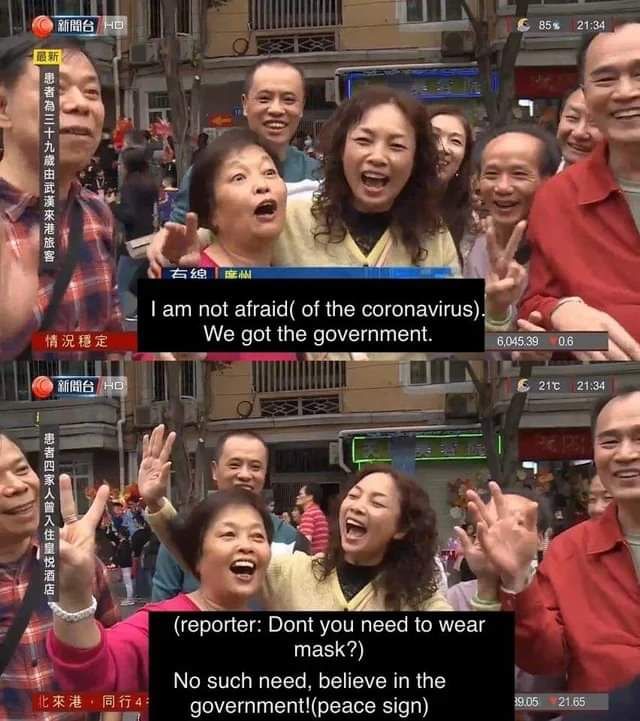 新聞台 HD
85% 21:34
最新
患者為三十九歲由武漢來港旅客
有線 廣州
I am not afraid( of the coronavirus).
We got the government.
情況穩定
6,045.39 ▼0.6
新聞台 HD
21℃ 21:34
患者四家人曾入住皇悅酒店
(reporter: Dont you need to wear
mask?)
No such need, believe in the
government!(peace sign)
北來港，同行4
9.05 ▼21.65